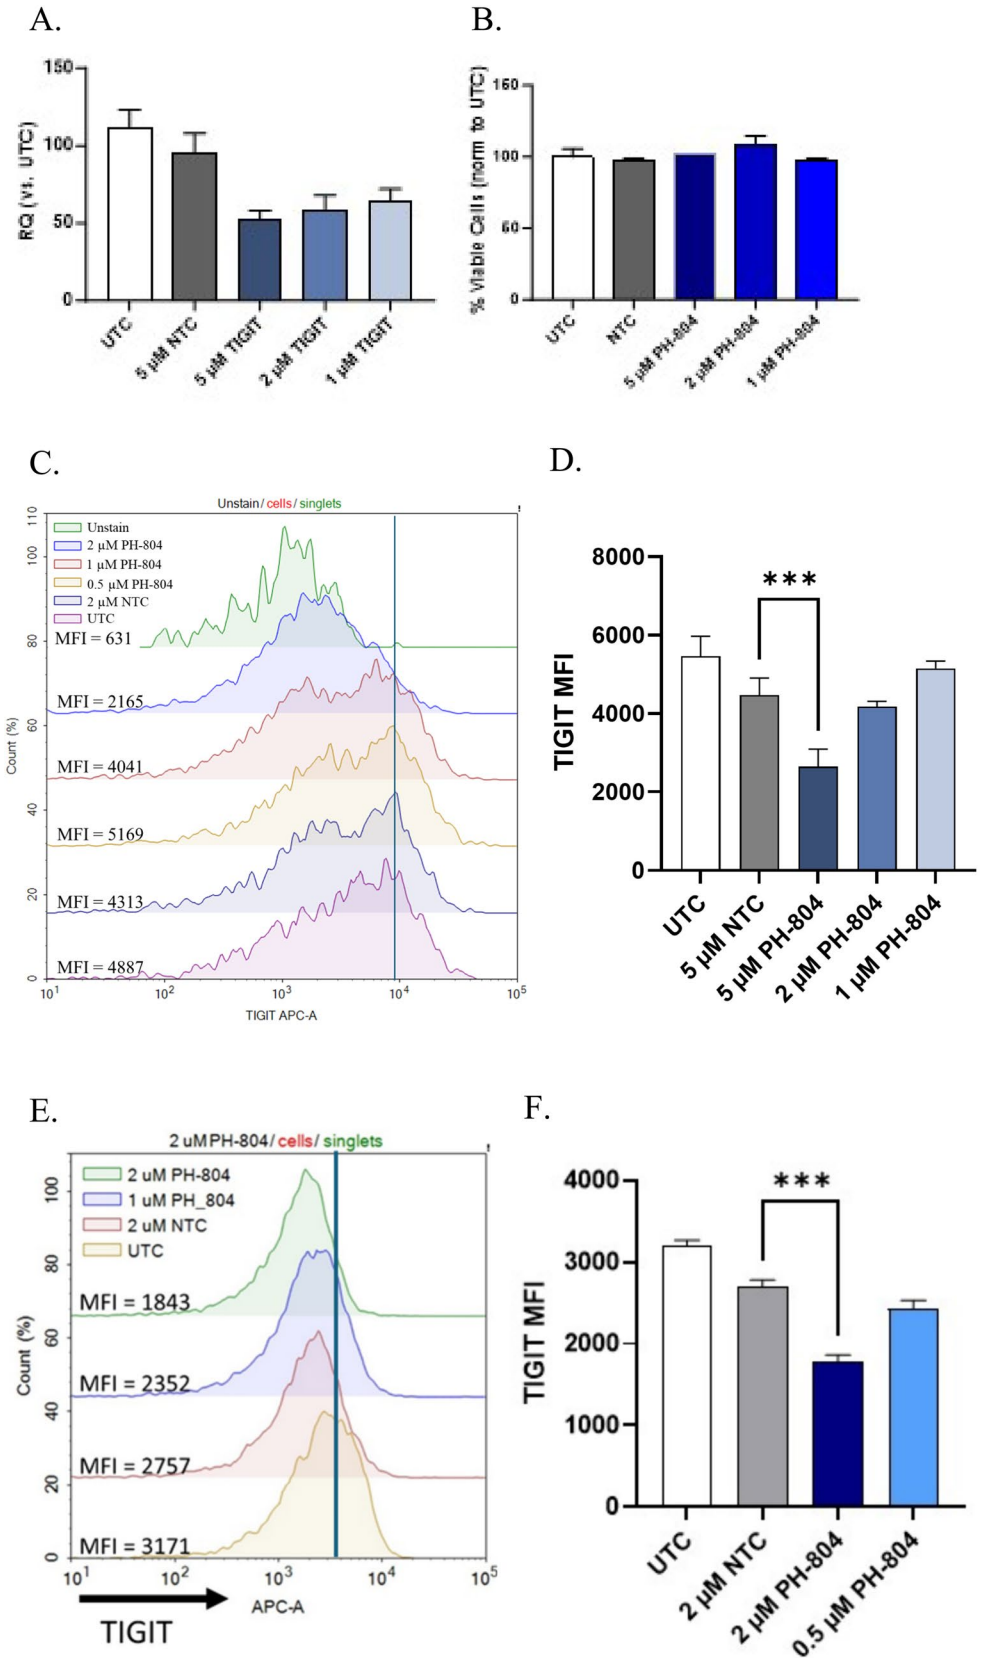 A.
B.
150
100
50
0
RQ (vs. UTC)
UTC
5 µM NTC
5 µM TIGIT
2 µM TIGIT
1 µM TIGIT
150
100
50
0
% Viable Cells (norm to UTC)
UTC
NTC
5 µM PH-804
2 µM PH-804
1 µM PH-804
C.
D.
Unstain/ cells/ singlets
110
100
80
60
40
20
0
Count (%)
Unstain
2 µM PH-804
1 µM PH-804
0.5 µM PH-804
2 µM NTC
UTC
MFI = 631
MFI = 2165
MFI = 4041
MFI = 5169
MFI = 4313
MFI = 4887
10¹
10²
10³
10⁴
10⁵
TIGIT APC-A
8000
6000
4000
2000
0
TIGIT MFI
***
UTC
5 µM NTC
5 µM PH-804
2 µM PH-804
1 µM PH-804
E.
F.
2 uM PH-804/ cells/ singlets
100
80
60
40
20
0
Count (%)
2 uM PH-804
1 uM PH_804
2 uM NTC
UTC
MFI = 1843
MFI = 2352
MFI = 2757
MFI = 3171
10¹
10²
10³
10⁴
10⁵
APC-A
TIGIT
4000
3000
2000
1000
0
TIGIT MFI
***
UTC
2 µM NTC
2 µM PH-804
0.5 µM PH-804